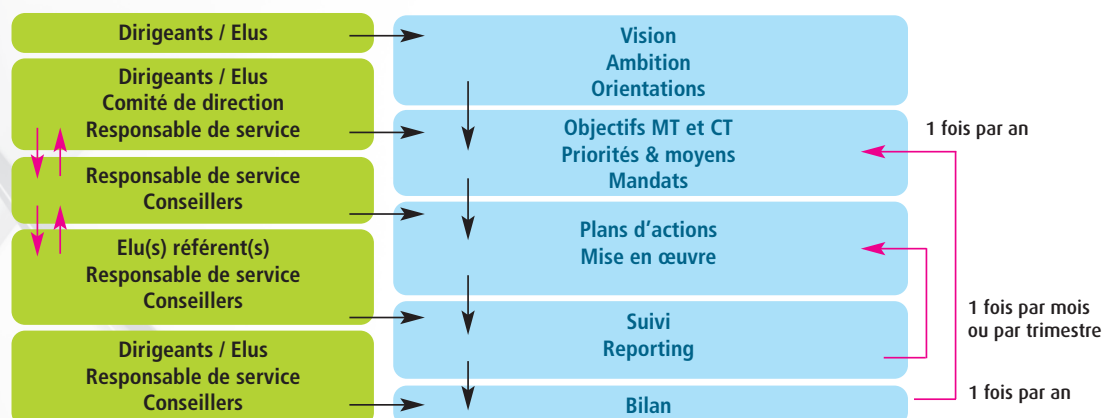 Dirigeants / Elus
Vision
Ambition
Orientations
Dirigeants / Elus
Comité de direction
Responsable de service
Objectifs MT et CT
Priorités & moyens
Mandats
1 fois par an
Responsable de service
Conseillers
Plans d'actions
Mise en œuvre
Elu(s) référent(s)
Responsable de service
Conseillers
Suivi
Reporting
1 fois par mois
ou par trimestre
Dirigeants / Elus
Responsable de service
Conseillers
Bilan
1 fois par an